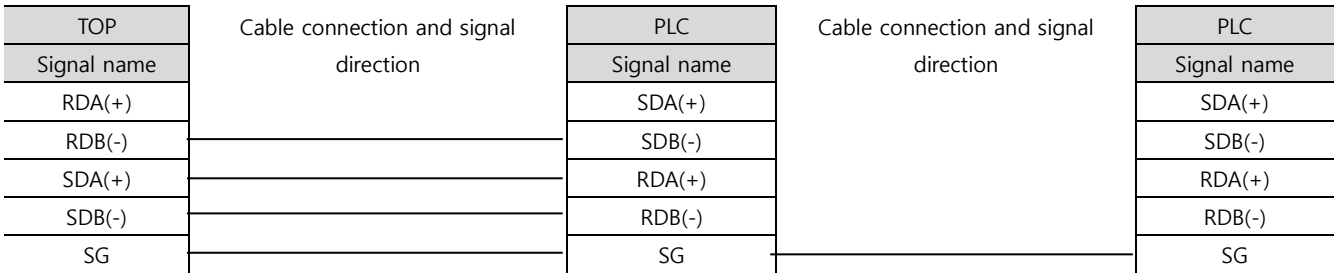 TOP Cable connection and signal PLC Cable connection and signal PLC
Signal name direction Signal name direction Signal name
RDA(+) SDA(+) SDA(+)
RDB(-) SDB(-) SDB(-)
SDA(+) RDA(+) RDA(+)
SDB(-) RDB(-) RDB(-)
SG SG SG